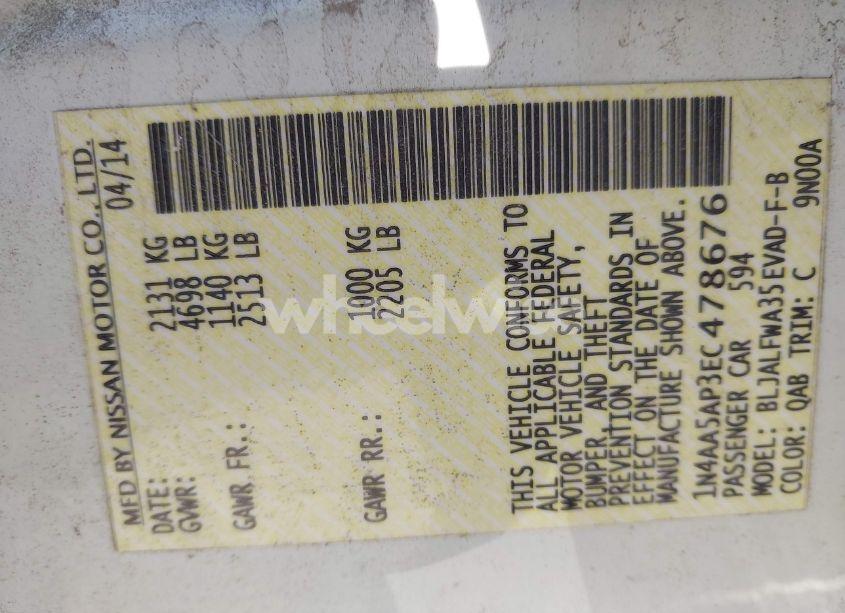 MFD BY NISSAN MOTOR CO., LTD.
DATE: 04/14
GVWR: 2131 KG
4698 LB
GAWR FR.: 1140 KG
2513 LB
GAWR RR.: 1000 KG
2205 LB
THIS VEHICLE CONFORMS TO
ALL APPLICABLE FEDERAL
MOTOR VEHICLE SAFETY,
BUMPER, AND THEFT
PREVENTION STANDARDS IN
EFFECT ON THE DATE OF
MANUFACTURE SHOWN ABOVE.
1N4AA5AP3EC478676
PASSENGER CAR 594
MODEL: BLJALFWA35EVAD-F-B
COLOR: QAB TRIM: C 9N00A